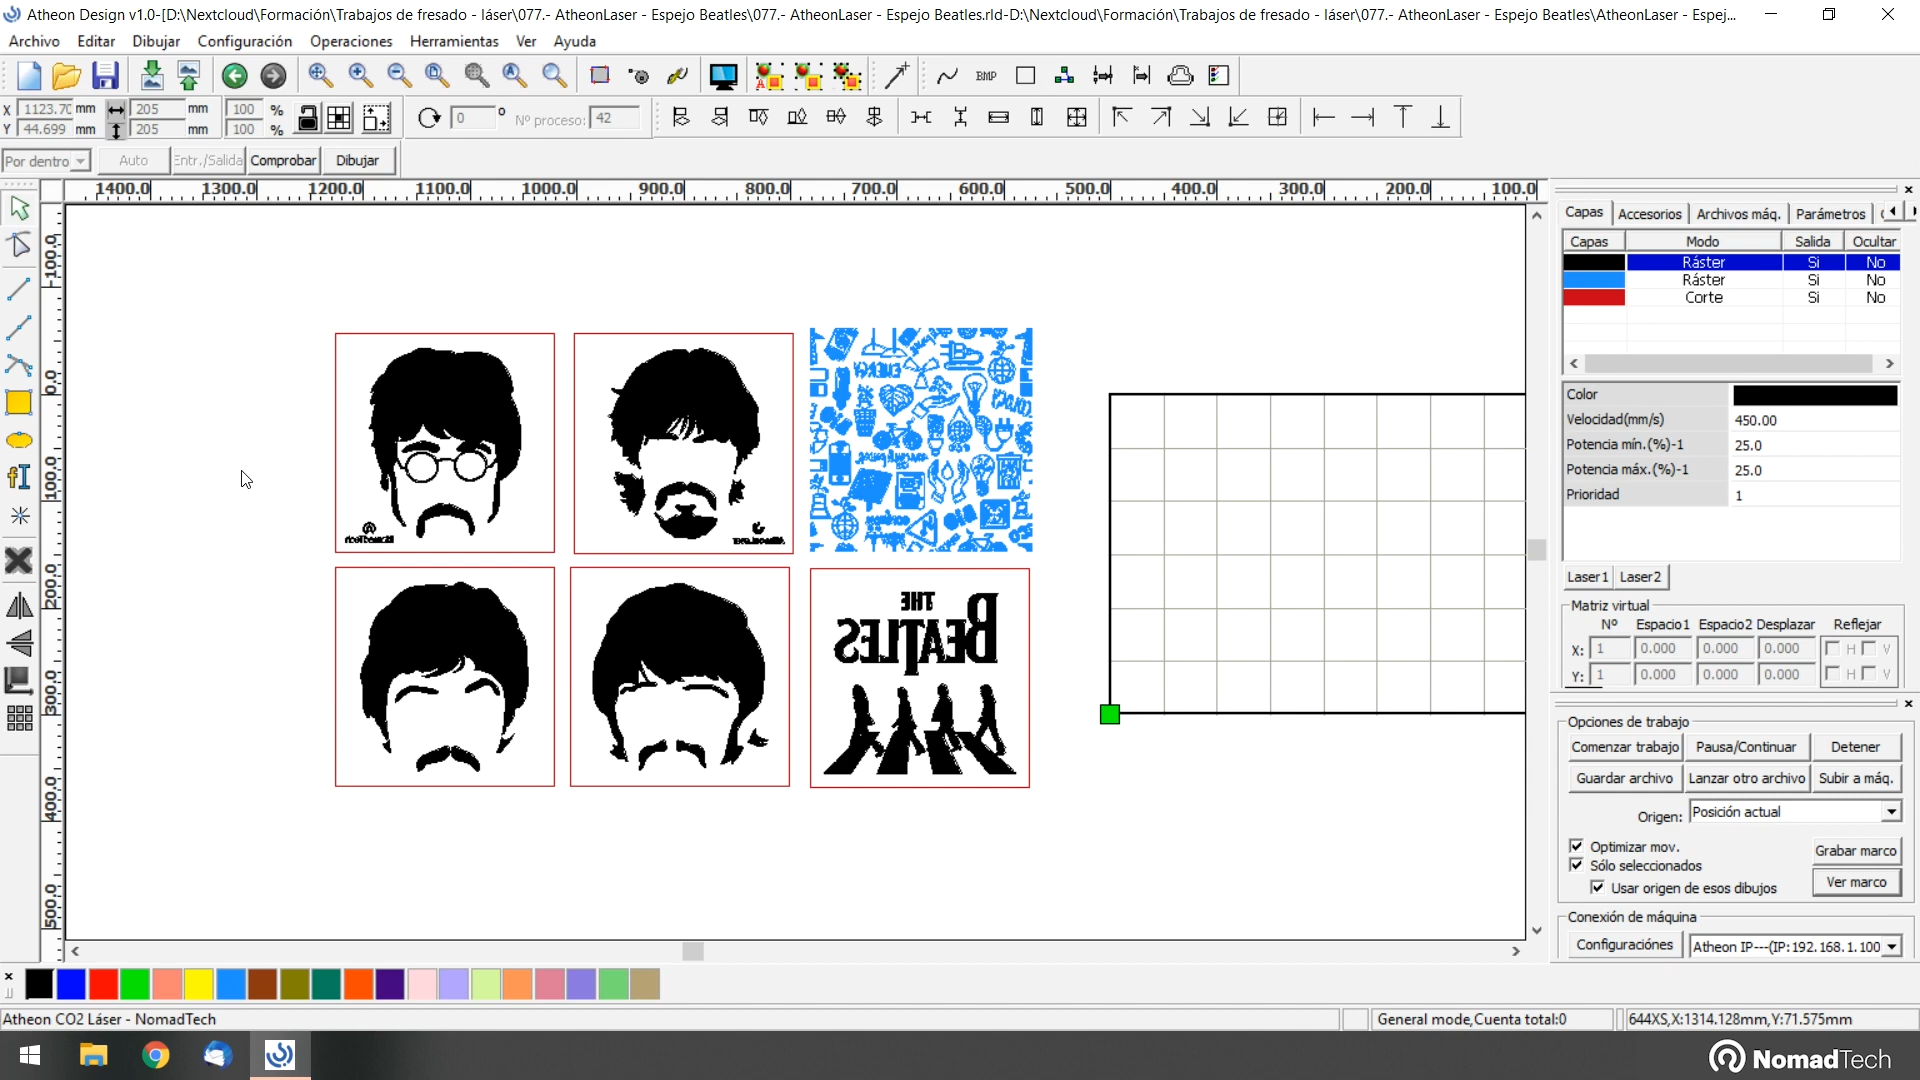 Atheon Design v1.0-[D:\Nextcloud\Formación\Trabajos de fresado - láser\077.- AtheonLaser - Espejo Beatles\077.- AtheonLaser - Espejo Beatles.rld-D:\Nextcloud\Formación\Trabajos de fresado - láser\077.- AtheonLaser - Espejo Beatles\AtheonLaser - Espej...
Archivo Editar Dibujar Configuración Operaciones Herramientas Ver Ayuda
BMP
X 1123.70 mm 205 mm 100 %
Y 44.699 mm 205 mm 100 %
0 ° Nº proceso: 42
Por dentro Auto Entr./Salida Comprobar Dibujar
1400.0 1300.0 1200.0 1100.0 1000.0 900.0 800.0 700.0 600.0 500.0 400.0 300.0 200.0 100.0
-100.0
0.0
100.0
200.0
300.0
400.0
500.0
ENERGY
THE
BEATLES
Capas Accesorios Archivos máq. Parámetros
Capas Modo Salida Ocultar
Ráster Si No
Ráster Si No
Corte Si No
Color
Velocidad(mm/s) 450.00
Potencia mín.(%)-1 25.0
Potencia máx.(%)-1 25.0
Prioridad 1
Laser1 Laser2
Matriz virtual
Nº Espacio1 Espacio2 Desplazar Reflejar
X: 1 0.000 0.000 0.000 H V
Y: 1 0.000 0.000 0.000 H V
Opciones de trabajo
Comenzar trabajo Pausa/Continuar Detener
Guardar archivo Lanzar otro archivo Subir a máq.
Origen: Posición actual
Optimizar mov.
Grabar marco
Sólo seleccionados
Usar origen de esos dibujos
Ver marco
Conexión de máquina
Configuraciónes Atheon IP---(IP:192.168.1.100
Atheon CO2 Láser - NomadTech General mode,Cuenta total:0 644XS,X:1314.128mm,Y:71.575mm
NomadTech